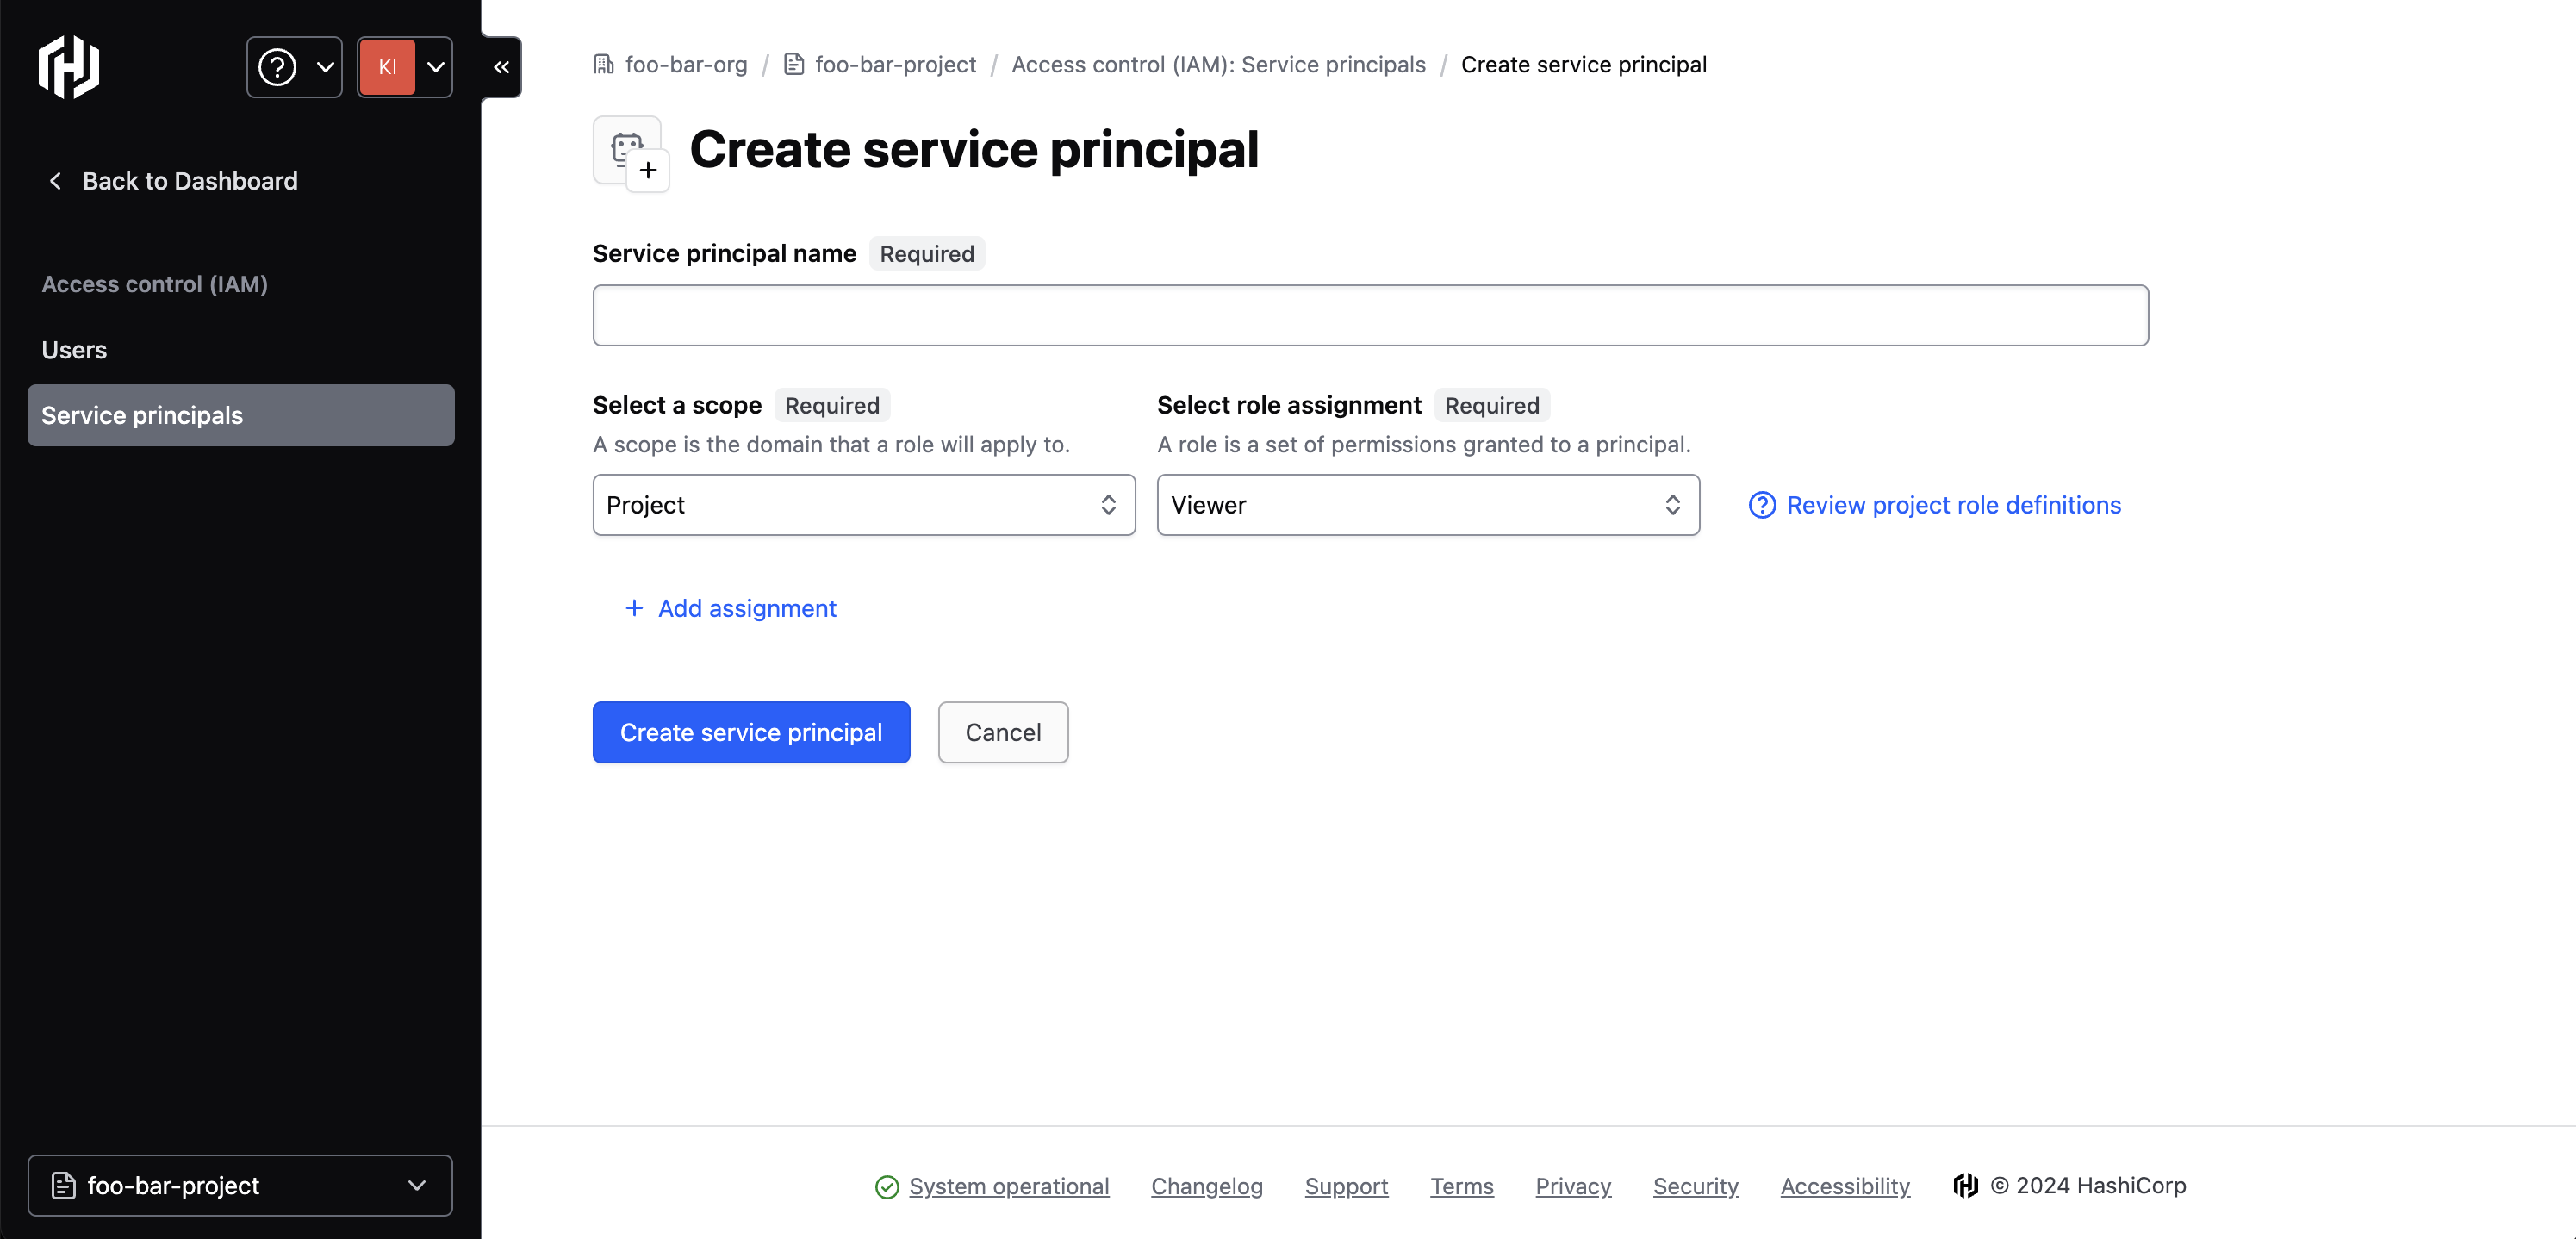 KI
Back to Dashboard
Access control (IAM)
Users
Service principals
foo-bar-project
foo-bar-org / foo-bar-project / Access control (IAM): Service principals / Create service principal
Create service principal
Service principal name Required
Select a scope Required
A scope is the domain that a role will apply to.
Project
Select role assignment Required
A role is a set of permissions granted to a principal.
Viewer
Review project role definitions
+ Add assignment
Create service principal Cancel
System operational Changelog Support Terms Privacy Security Accessibility © 2024 HashiCorp